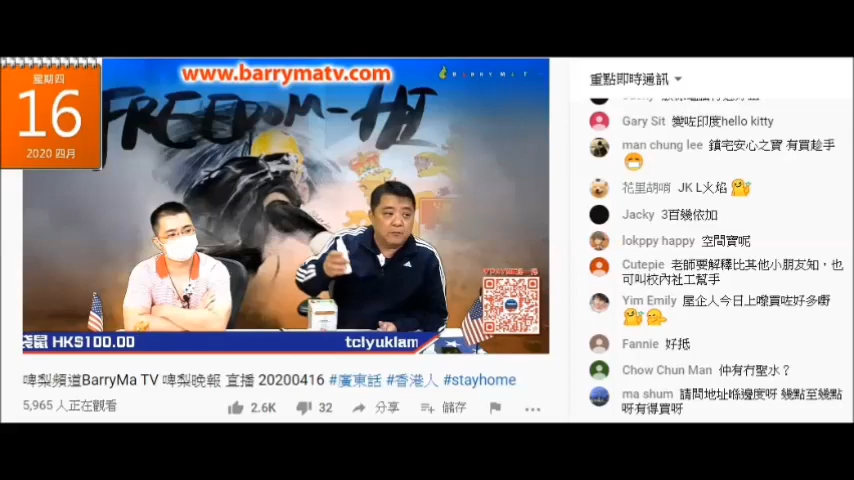 www.barrymatv.com
BARRYMATV
星期四
16
2020 四月
FREEDOM-HI
袋鼠 HK$100.00
tclyuklam
啤梨頻道BarryMa TV 啤梨晚報 直播 20200416 #廣東話 #香港人 #stayhome
5,965 人正在觀看
2.6K
32
分享
儲存
重點即時通訊
Gary Sit 變咗印度hello kitty
man chung lee 鎮宅安心之寶 有買趁手
花里胡哨 JK L火焰
Jacky 3百幾依加
lokppy happy 空間寶呢
Cutepie 老師要解釋比其他小朋友知，也
可叫校內社工幫手
Yim Emily 屋企人今日上嚟買咗好多嘢
Fannie 好抵
Chow Chun Man 仲有冇聖水？
ma shum 請問地址喺邊度呀 幾點至幾點
呀有得買呀